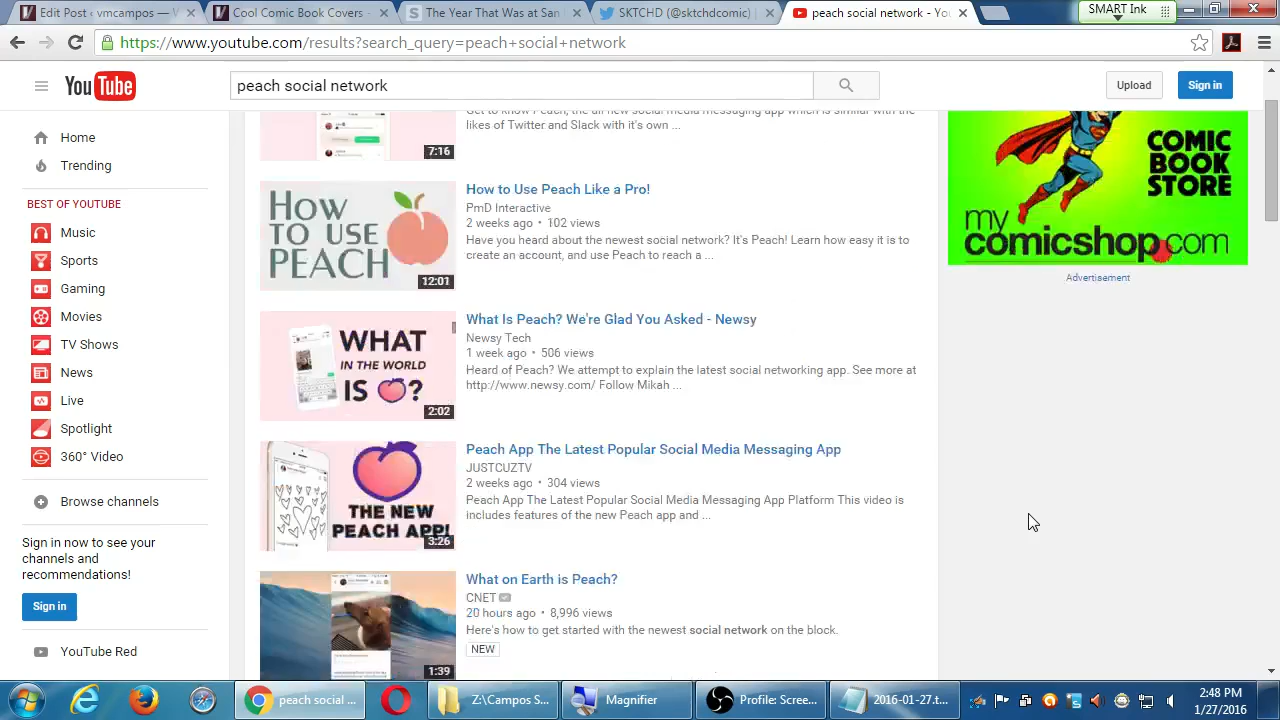 Edit Post ‹ vmcampos — W
Cool Comic Book Covers -
The Year That Was at S
SKTCHD (@sktchdcomic) |
peach social network - Yo
SMART Ink
https://www.youtube.com/results?search_query=peach+social+network
YouTube
peach social network
Upload
Sign in
Home
Trending
BEST OF YOUTUBE
Music
Sports
Gaming
Movies
TV Shows
News
Live
Spotlight
360° Video
Browse channels
Sign in now to see your
channels and
recommendations!
Sign in
YouTube Red
Get to know Peach, the all new social media messaging app which is similar with the
likes of Twitter and Slack with it's own ...
7:16
HOW
TO USE
PEACH
12:01
How to Use Peach Like a Pro!
PmD Interactive
2 weeks ago • 102 views
Have you heard about the newest social network? It's Peach! Learn how easy it is to
create an account, and use Peach to reach a ...
WHAT
IN THE WORLD
IS ?
2:02
What Is Peach? We're Glad You Asked - Newsy
Newsy Tech
1 week ago • 506 views
Heard of Peach? We attempt to explain the latest social networking app. See more at
http://www.newsy.com/ Follow Mikah ...
THE NEW
PEACH APP!
3:26
Peach App The Latest Popular Social Media Messaging App
JUSTCUZTV
2 weeks ago • 304 views
Peach App The Latest Popular Social Media Messaging App Platform This video is
includes features of the new Peach app and ...
1:39
What on Earth is Peach?
CNET
20 hours ago • 8,996 views
Here's how to get started with the newest social network on the block.
NEW
COMIC
BOOK
STORE
my
comicshop.com
Advertisement
peach social ...
Z:\Campos S...
Magnifier
Profile: Scree...
2016-01-27.t...
2:48 PM
1/27/2016